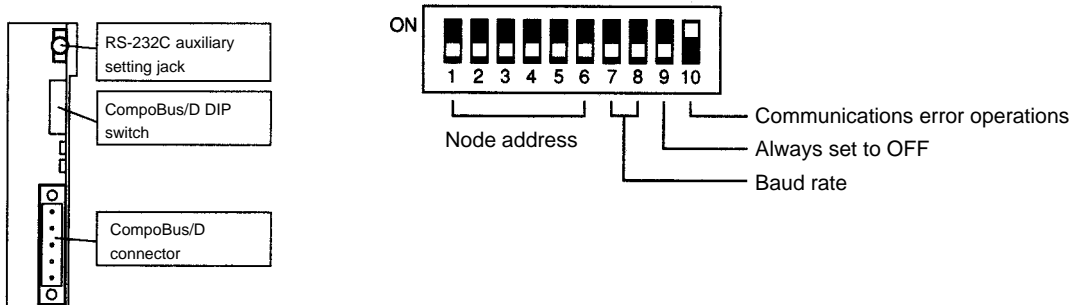 RS-232C auxiliary
setting jack
CompoBus/D DIP
switch
CompoBus/D
connector
ON
1 2 3 4 5 6 7 8 9 10
Node address
Communications error operations
Always set to OFF
Baud rate